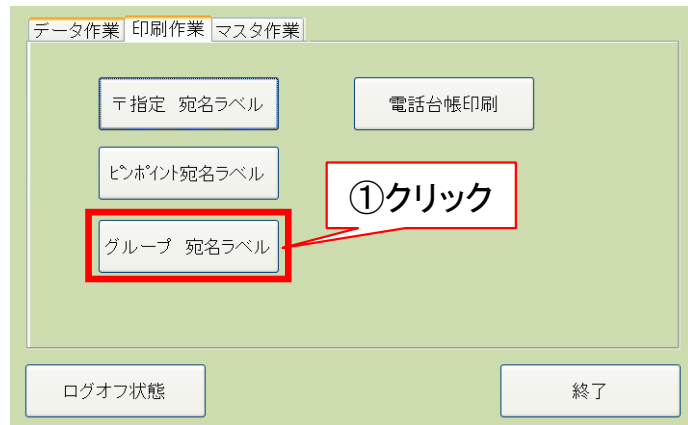 データ作業 印刷作業 マスタ作業
〒指定 宛名ラベル 電話台帳印刷
ﾋﾟﾝﾎﾟｲﾝﾄ宛名ラベル
①クリック
グループ 宛名ラベル
ログオフ状態 終了